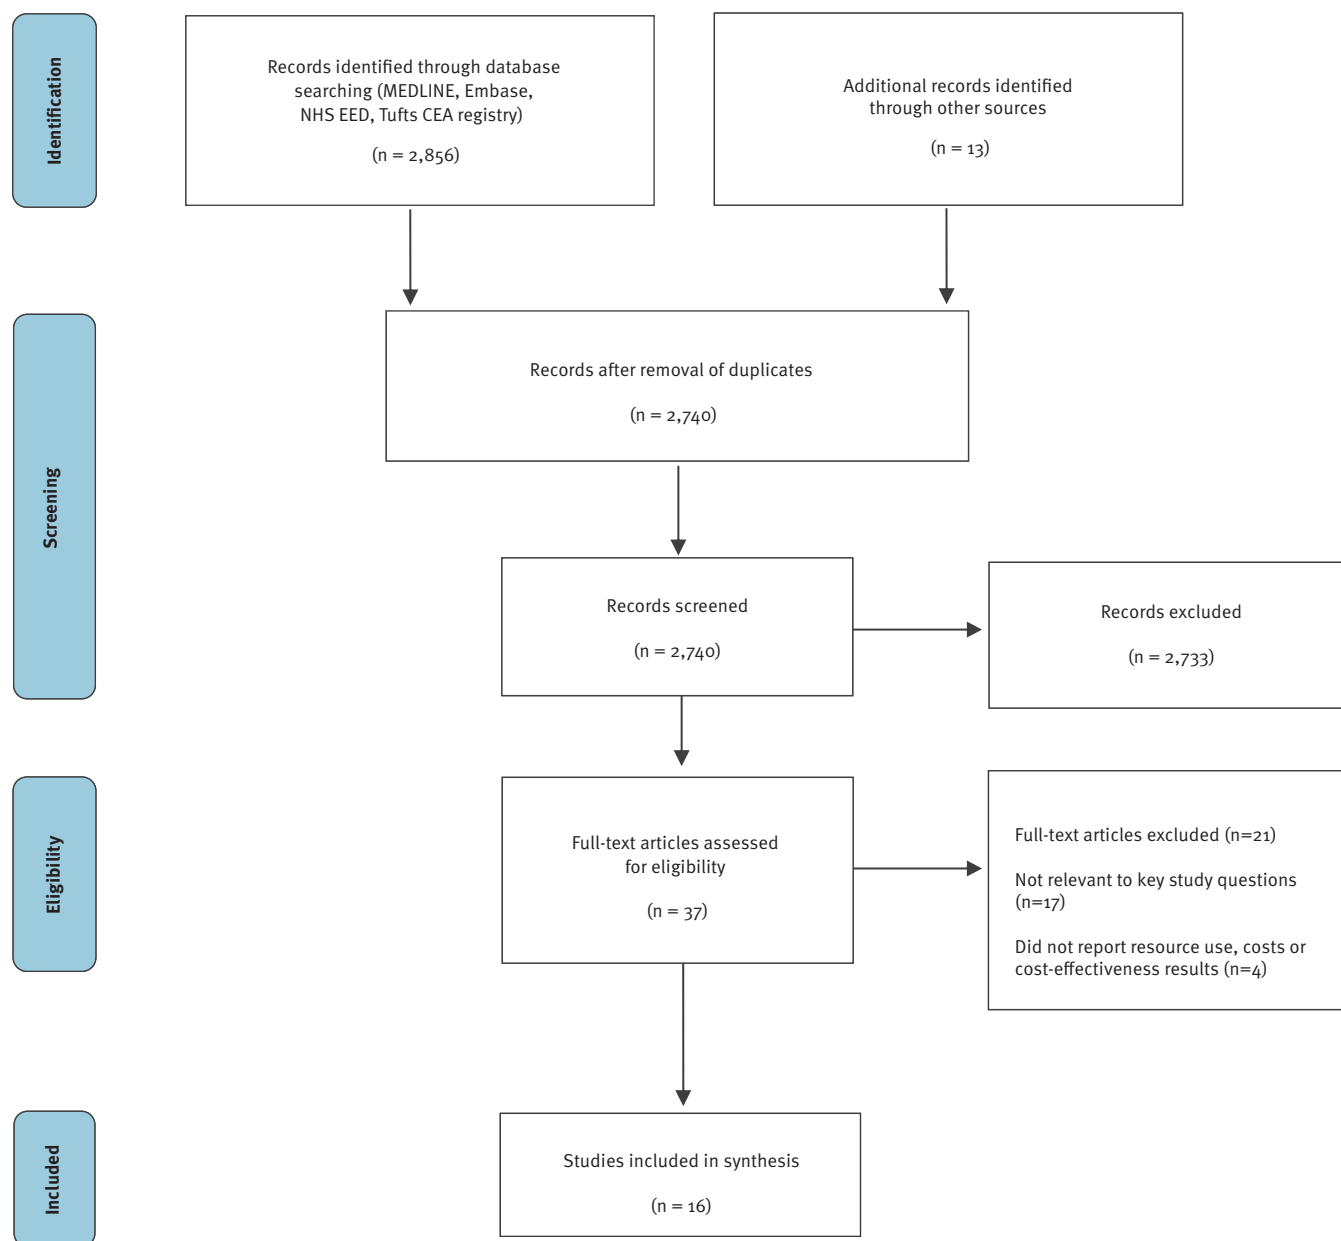 Identification
Records identified through database
searching (MEDLINE, Embase,
NHS EED, Tufts CEA registry)
(n = 2,856)
Additional records identified
through other sources
(n = 13)
Screening
Records after removal of duplicates
(n = 2,740)
Records screened
(n = 2,740)
Records excluded
(n = 2,733)
Eligibility
Full-text articles assessed
for eligibility
(n = 37)
Full-text articles excluded (n=21)
Not relevant to key study questions
(n=17)
Did not report resource use, costs or
cost-effectiveness results (n=4)
Included
Studies included in synthesis
(n = 16)